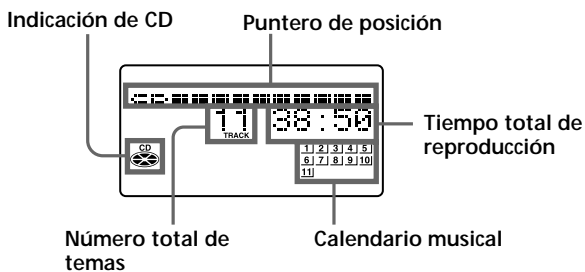 Indicación de CD
Puntero de posición
11
38:50
TRACK
CD
1 2 3 4 5
6 7 8 9 10
11
Tiempo total de
reproducción
Número total de
temas
Calendario musical